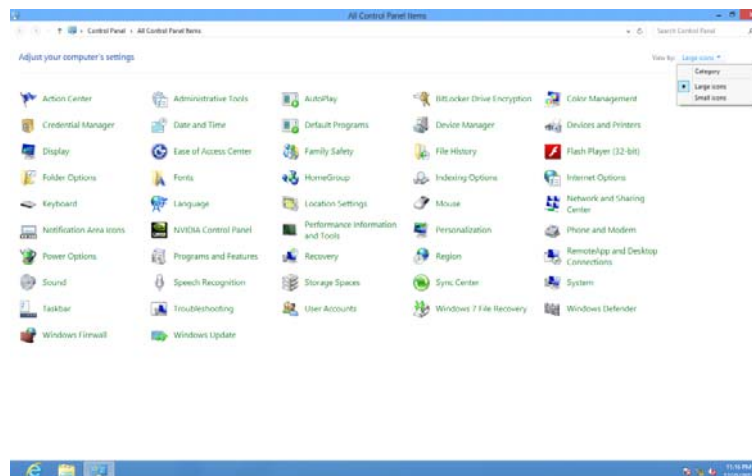 All Control Panel Items
Control Panel All Control Panel Items
Search Control Panel
Adjust your computer's settings
View by: Large icons
Category
Large icons
Small icons
Action Center Administrative Tools AutoPlay BitLocker Drive Encryption Color Management
Credential Manager Date and Time Default Programs Device Manager Devices and Printers
Display Ease of Access Center Family Safety File History Flash Player (32-bit)
Folder Options Fonts HomeGroup Indexing Options Internet Options
Keyboard Language Location Settings Mouse Network and Sharing
Center
Notification Area Icons NVIDIA Control Panel Performance Information Personalization Phone and Modem
and Tools
Power Options Programs and Features Recovery Region RemoteApp and Desktop
Connections
Sound Speech Recognition Storage Spaces Sync Center System
Taskbar Troubleshooting User Accounts Windows 7 File Recovery Windows Defender
Windows Firewall Windows Update
11:16 PM